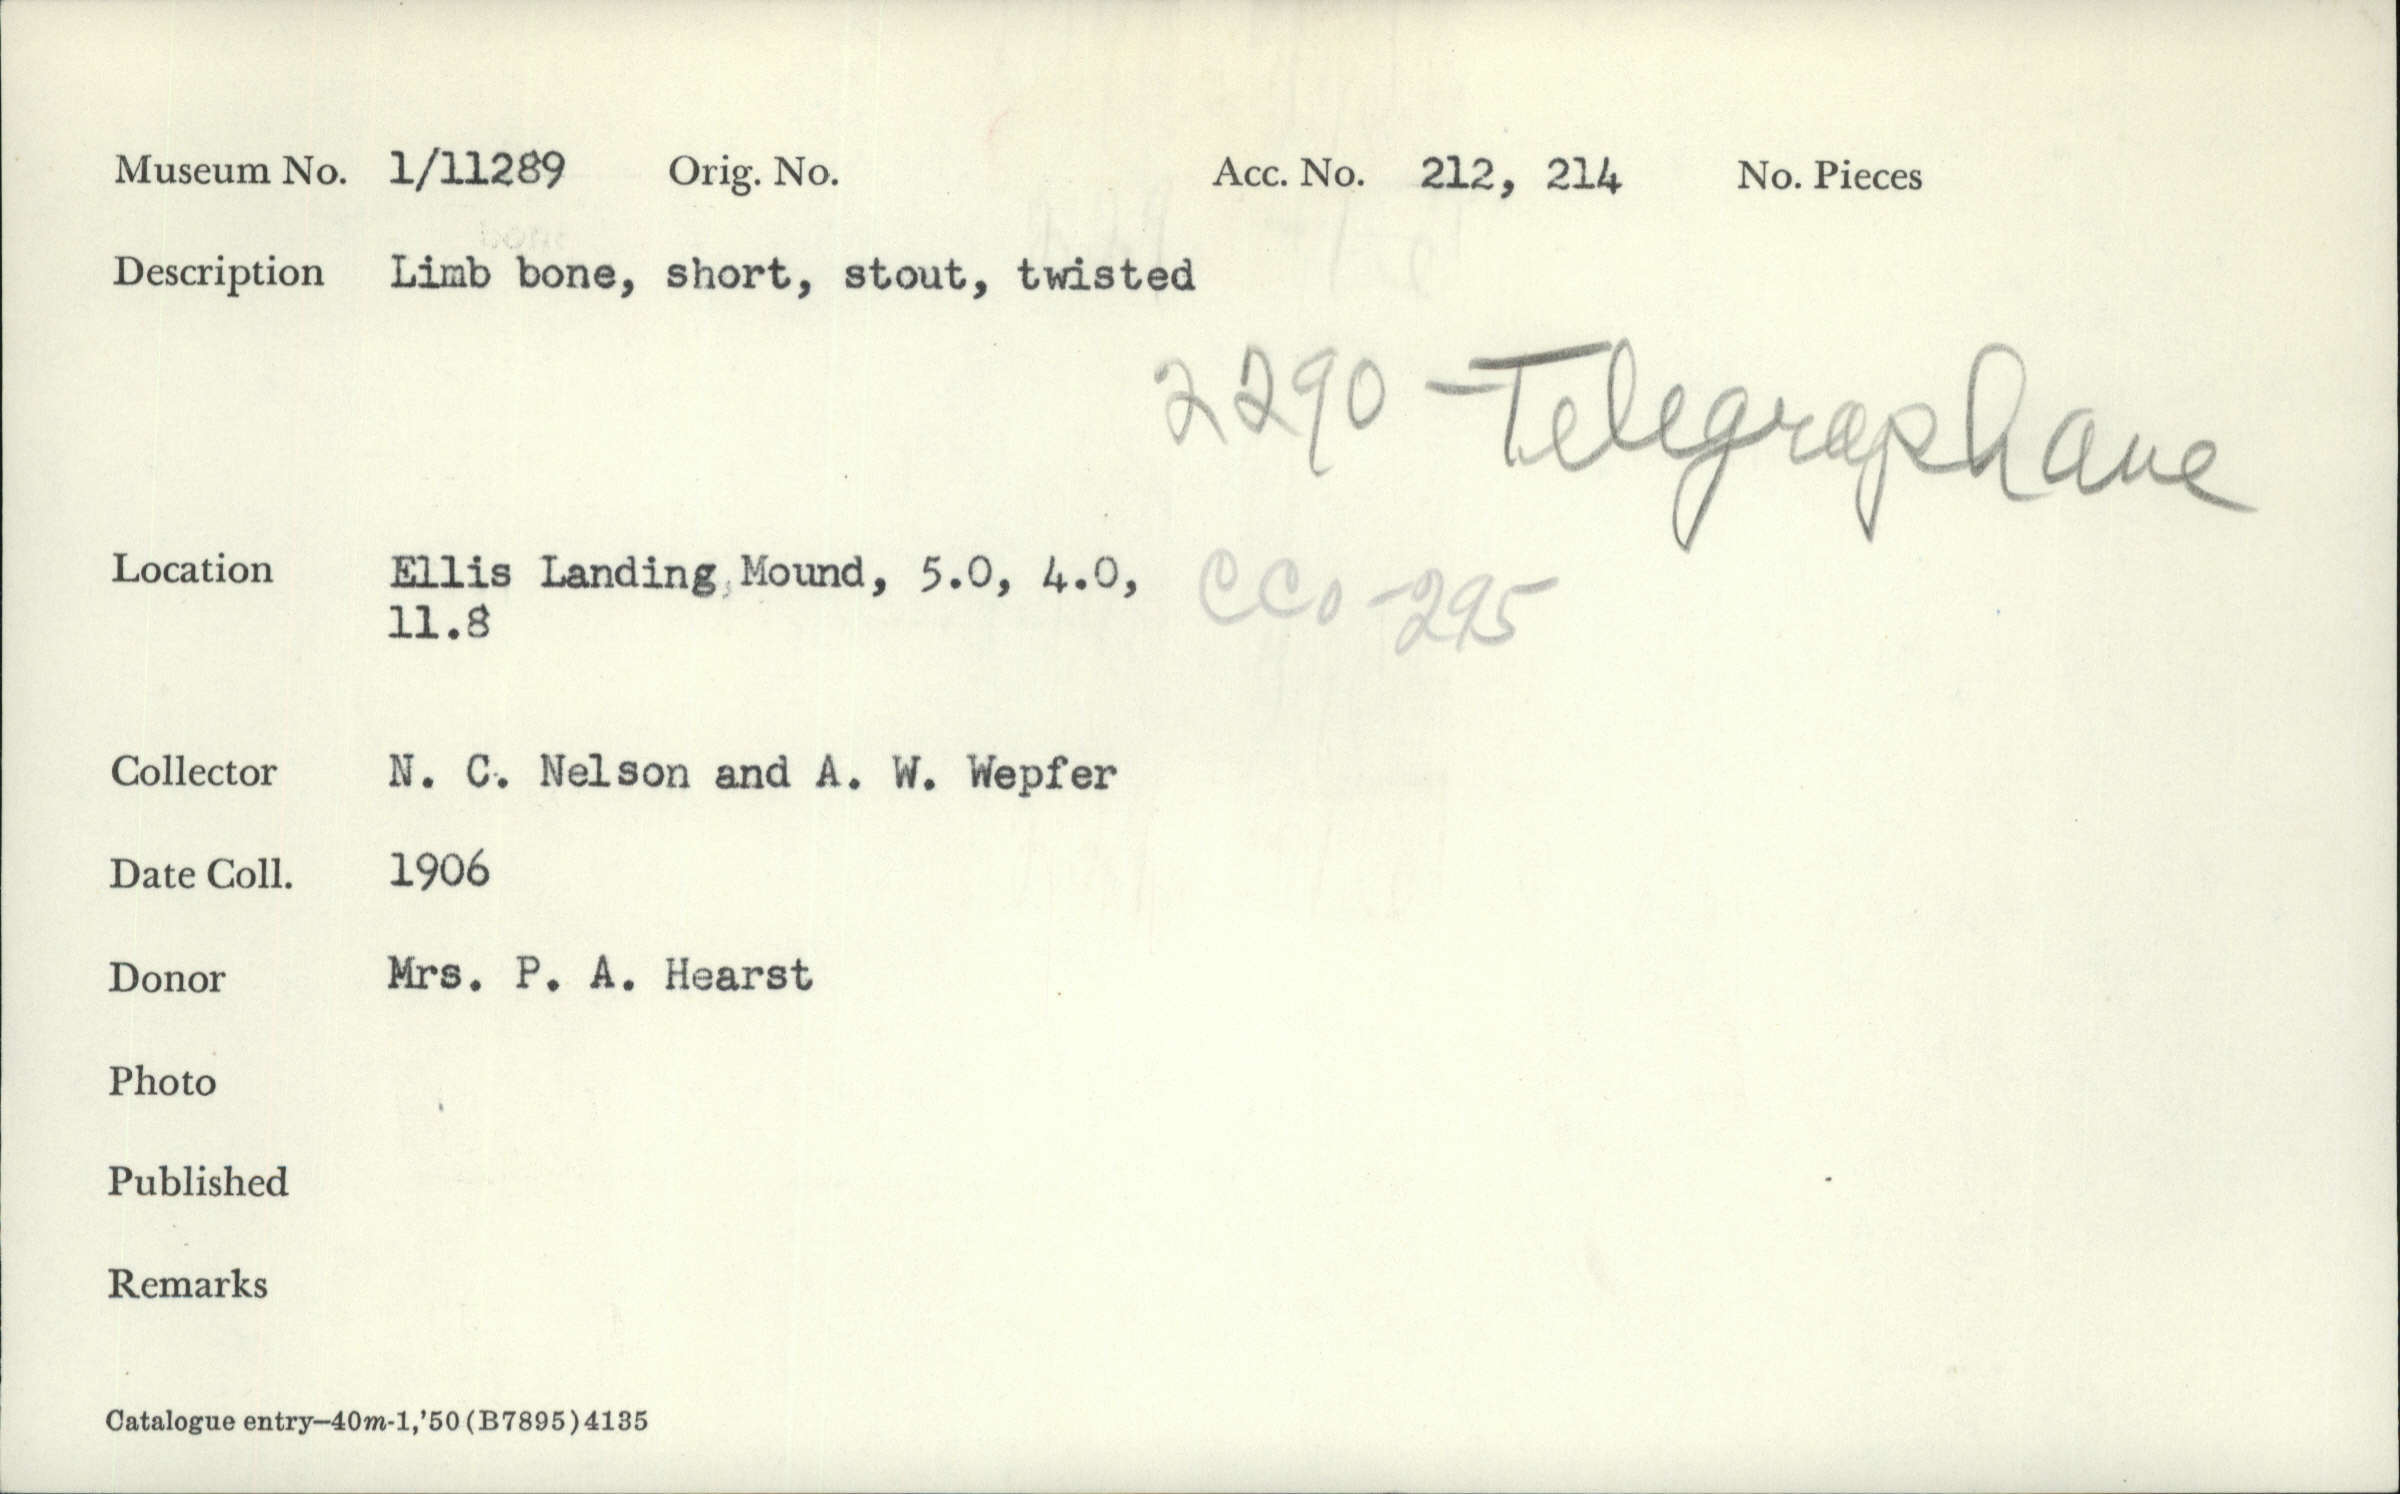 Museum No. 1/11289 Orig. No. Acc. No. 212, 214 No. Pieces
Description Limb bone, short, stout, twisted
2290 - Telegraph ave
Location Ellis Landing, Mound, 5.0, 4.0,
11.8
CCo - 295
Collector N. C. Nelson and A. W. Wepfer
Date Coll. 1906
Donor Mrs. P. A. Hearst
Photo
Published
Remarks
Catalogue entry—40m-1,'50(B7895)4135